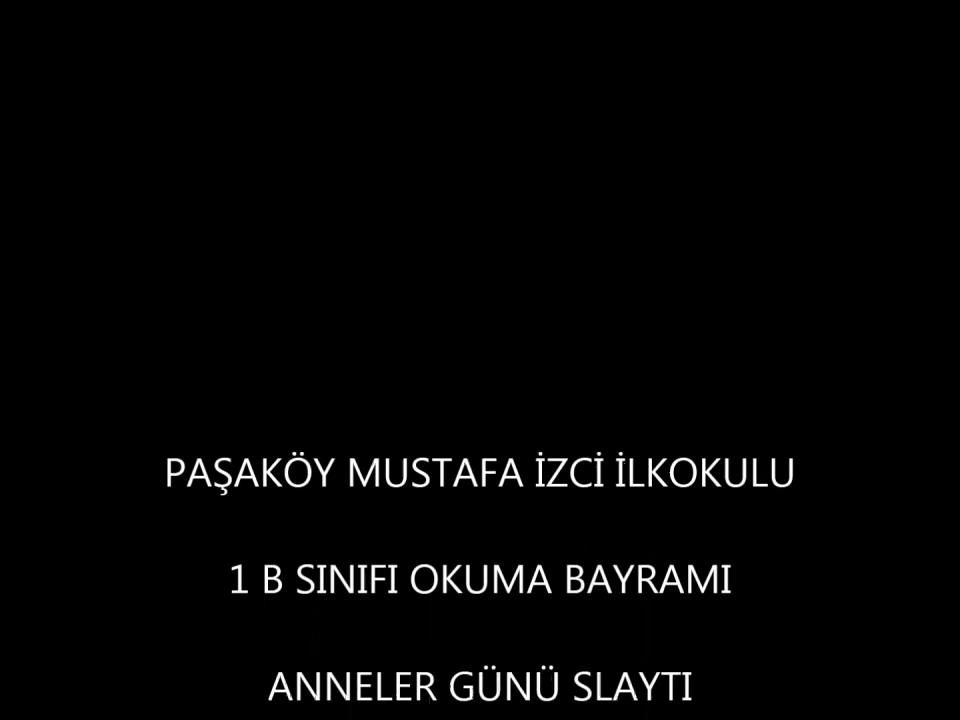 PAŞAKÖY MUSTAFA İZCİ İLKOKULU
1 B SINIFI OKUMA BAYRAMI
ANNELER GÜNÜ SLAYTI